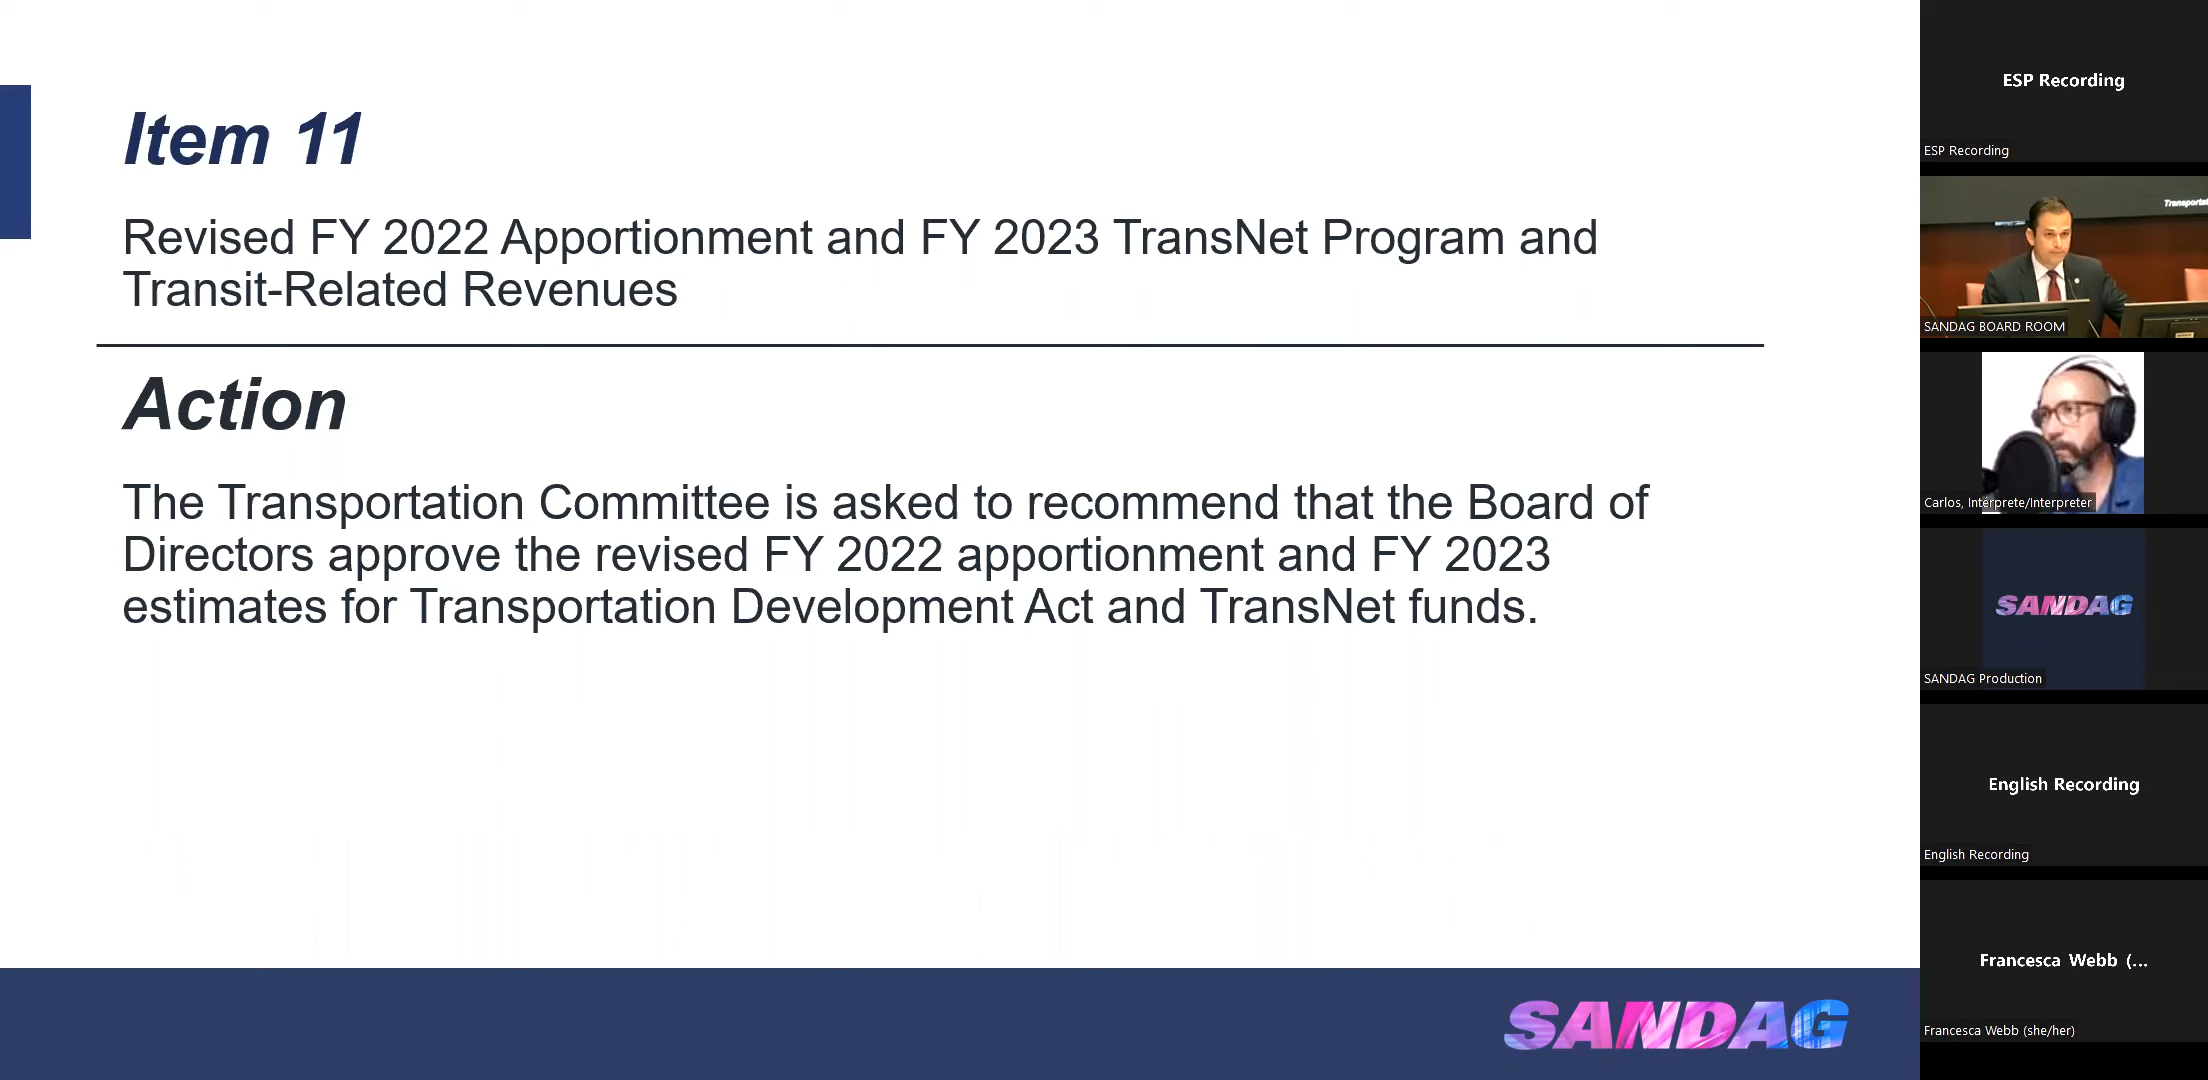 Item 11
Revised FY 2022 Apportionment and FY 2023 TransNet Program and
Transit-Related Revenues
Action
The Transportation Committee is asked to recommend that the Board of
Directors approve the revised FY 2022 apportionment and FY 2023
estimates for Transportation Development Act and TransNet funds.
SANDAG
ESP Recording
ESP Recording
SANDAG BOARD ROOM
Carlos, Intérprete/Interpreter
SANDAG
SANDAG Production
English Recording
English Recording
Francesca Webb (...
Francesca Webb (she/her)